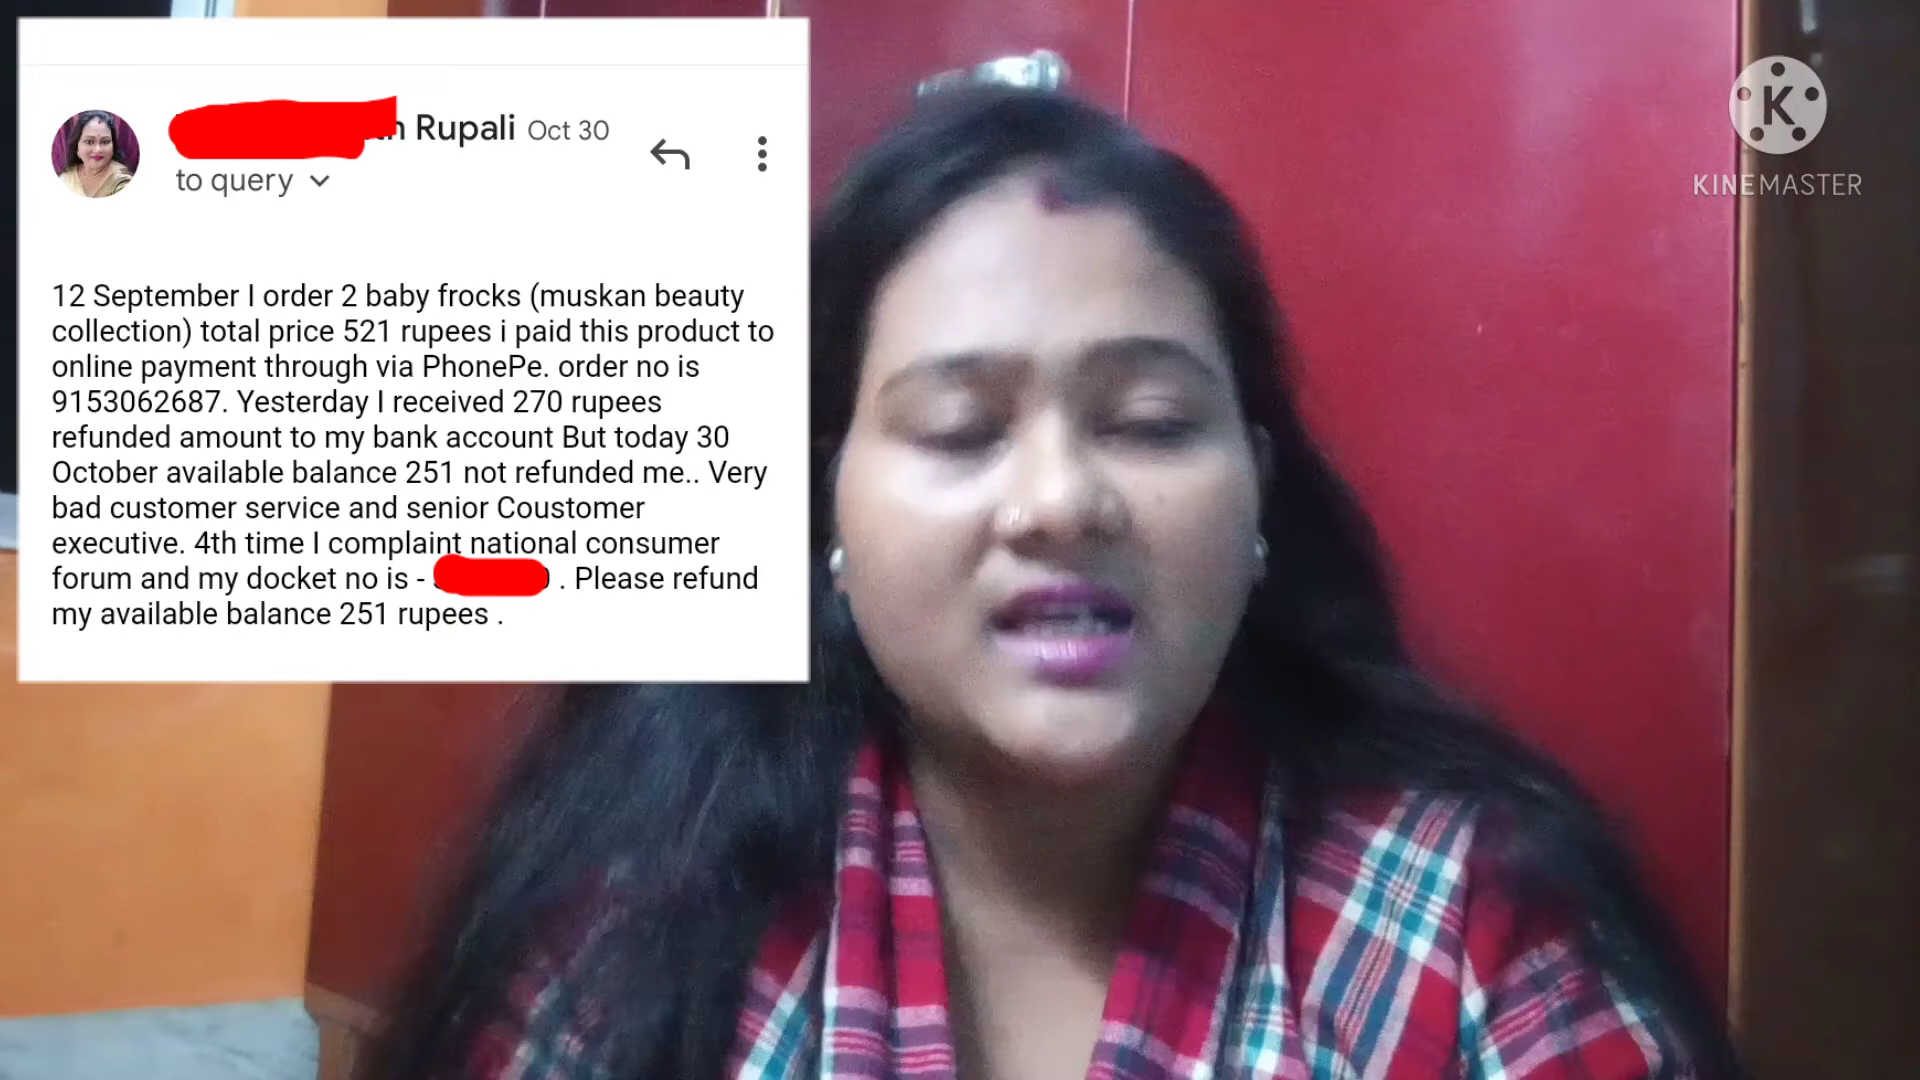 Rupali Oct 30
to query
12 September I order 2 baby frocks (muskan beauty
collection) total price 521 rupees i paid this product to
online payment through via PhonePe. order no is
9153062687. Yesterday I received 270 rupees
refunded amount to my bank account But today 30
October available balance 251 not refunded me.. Very
bad customer service and senior Coustomer
executive. 4th time I complaint national consumer
forum and my docket no is - . Please refund
my available balance 251 rupees .
K
KINEMASTER